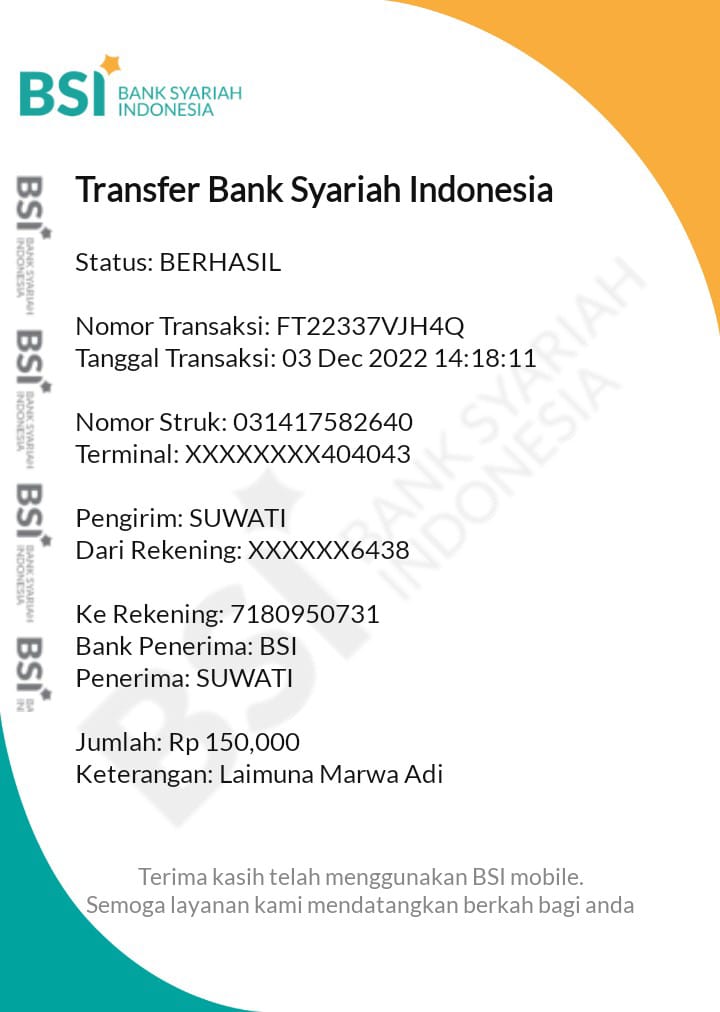 BSI BANK SYARIAH
INDONESIA
Transfer Bank Syariah Indonesia
Status: BERHASIL
Nomor Transaksi: FT22337VJH4Q
Tanggal Transaksi: 03 Dec 2022 14:18:11
Nomor Struk: 031417582640
Terminal: XXXXXXXX404043
Pengirim: SUWATI
Dari Rekening: XXXXXX6438
Ke Rekening: 7180950731
Bank Penerima: BSI
Penerima: SUWATI
Jumlah: Rp 150,000
Keterangan: Laimuna Marwa Adi
Terima kasih telah menggunakan BSI mobile.
Semoga layanan kami mendatangkan berkah bagi anda
BSI BANK SYARIAH
INDONESIA
BSI BANK SYARIAH
INDONESIA
BSI BANK SYARIAH
INDONESIA
BSI
BSI BANK SYARIAH
INDONESIA